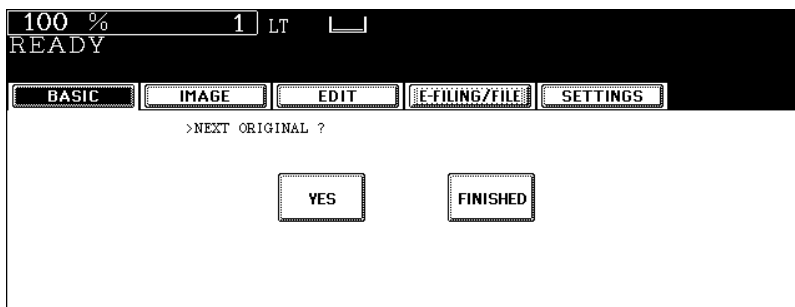 100 % 1 LT
READY
BASIC IMAGE EDIT E-FILING/FILE SETTINGS
>NEXT ORIGINAL ?
YES FINISHED